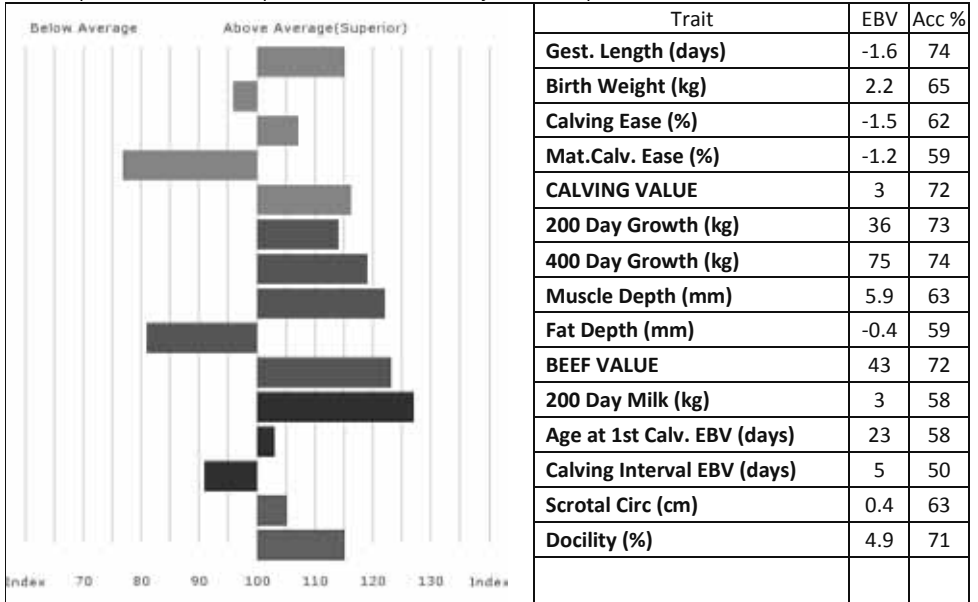 Below Average Above Average(Superior)
Index 70 80 90 100 110 120 130 Index
Trait EBV Acc %
Gest. Length (days) -1.6 74
Birth Weight (kg) 2.2 65
Calving Ease (%) -1.5 62
Mat.Calv. Ease (%) -1.2 59
CALVING VALUE 3 72
200 Day Growth (kg) 36 73
400 Day Growth (kg) 75 74
Muscle Depth (mm) 5.9 63
Fat Depth (mm) -0.4 59
BEEF VALUE 43 72
200 Day Milk (kg) 3 58
Age at 1st Calv. EBV (days) 23 58
Calving Interval EBV (days) 5 50
Scrotal Circ (cm) 0.4 63
Docility (%) 4.9 71